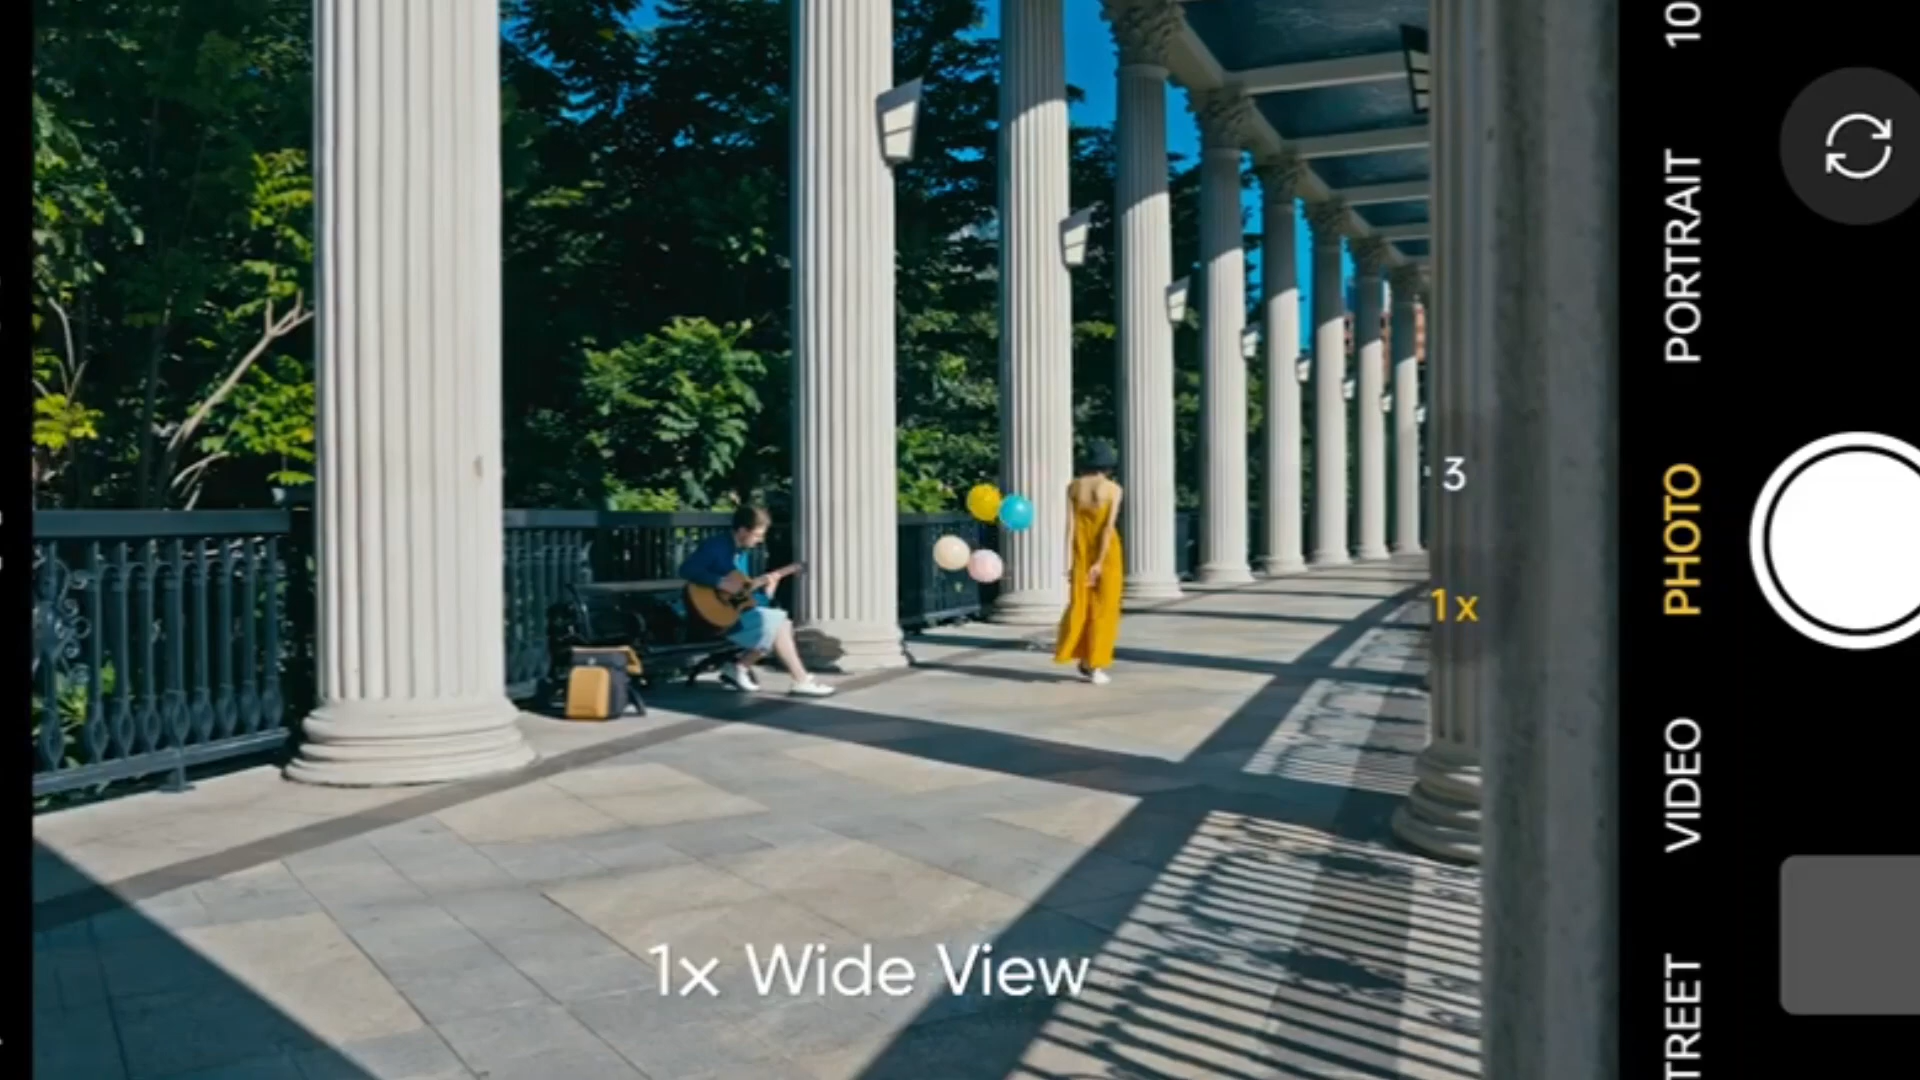 10
PORTRAIT
3
PHOTO
1x
VIDEO
1x Wide View
TREET